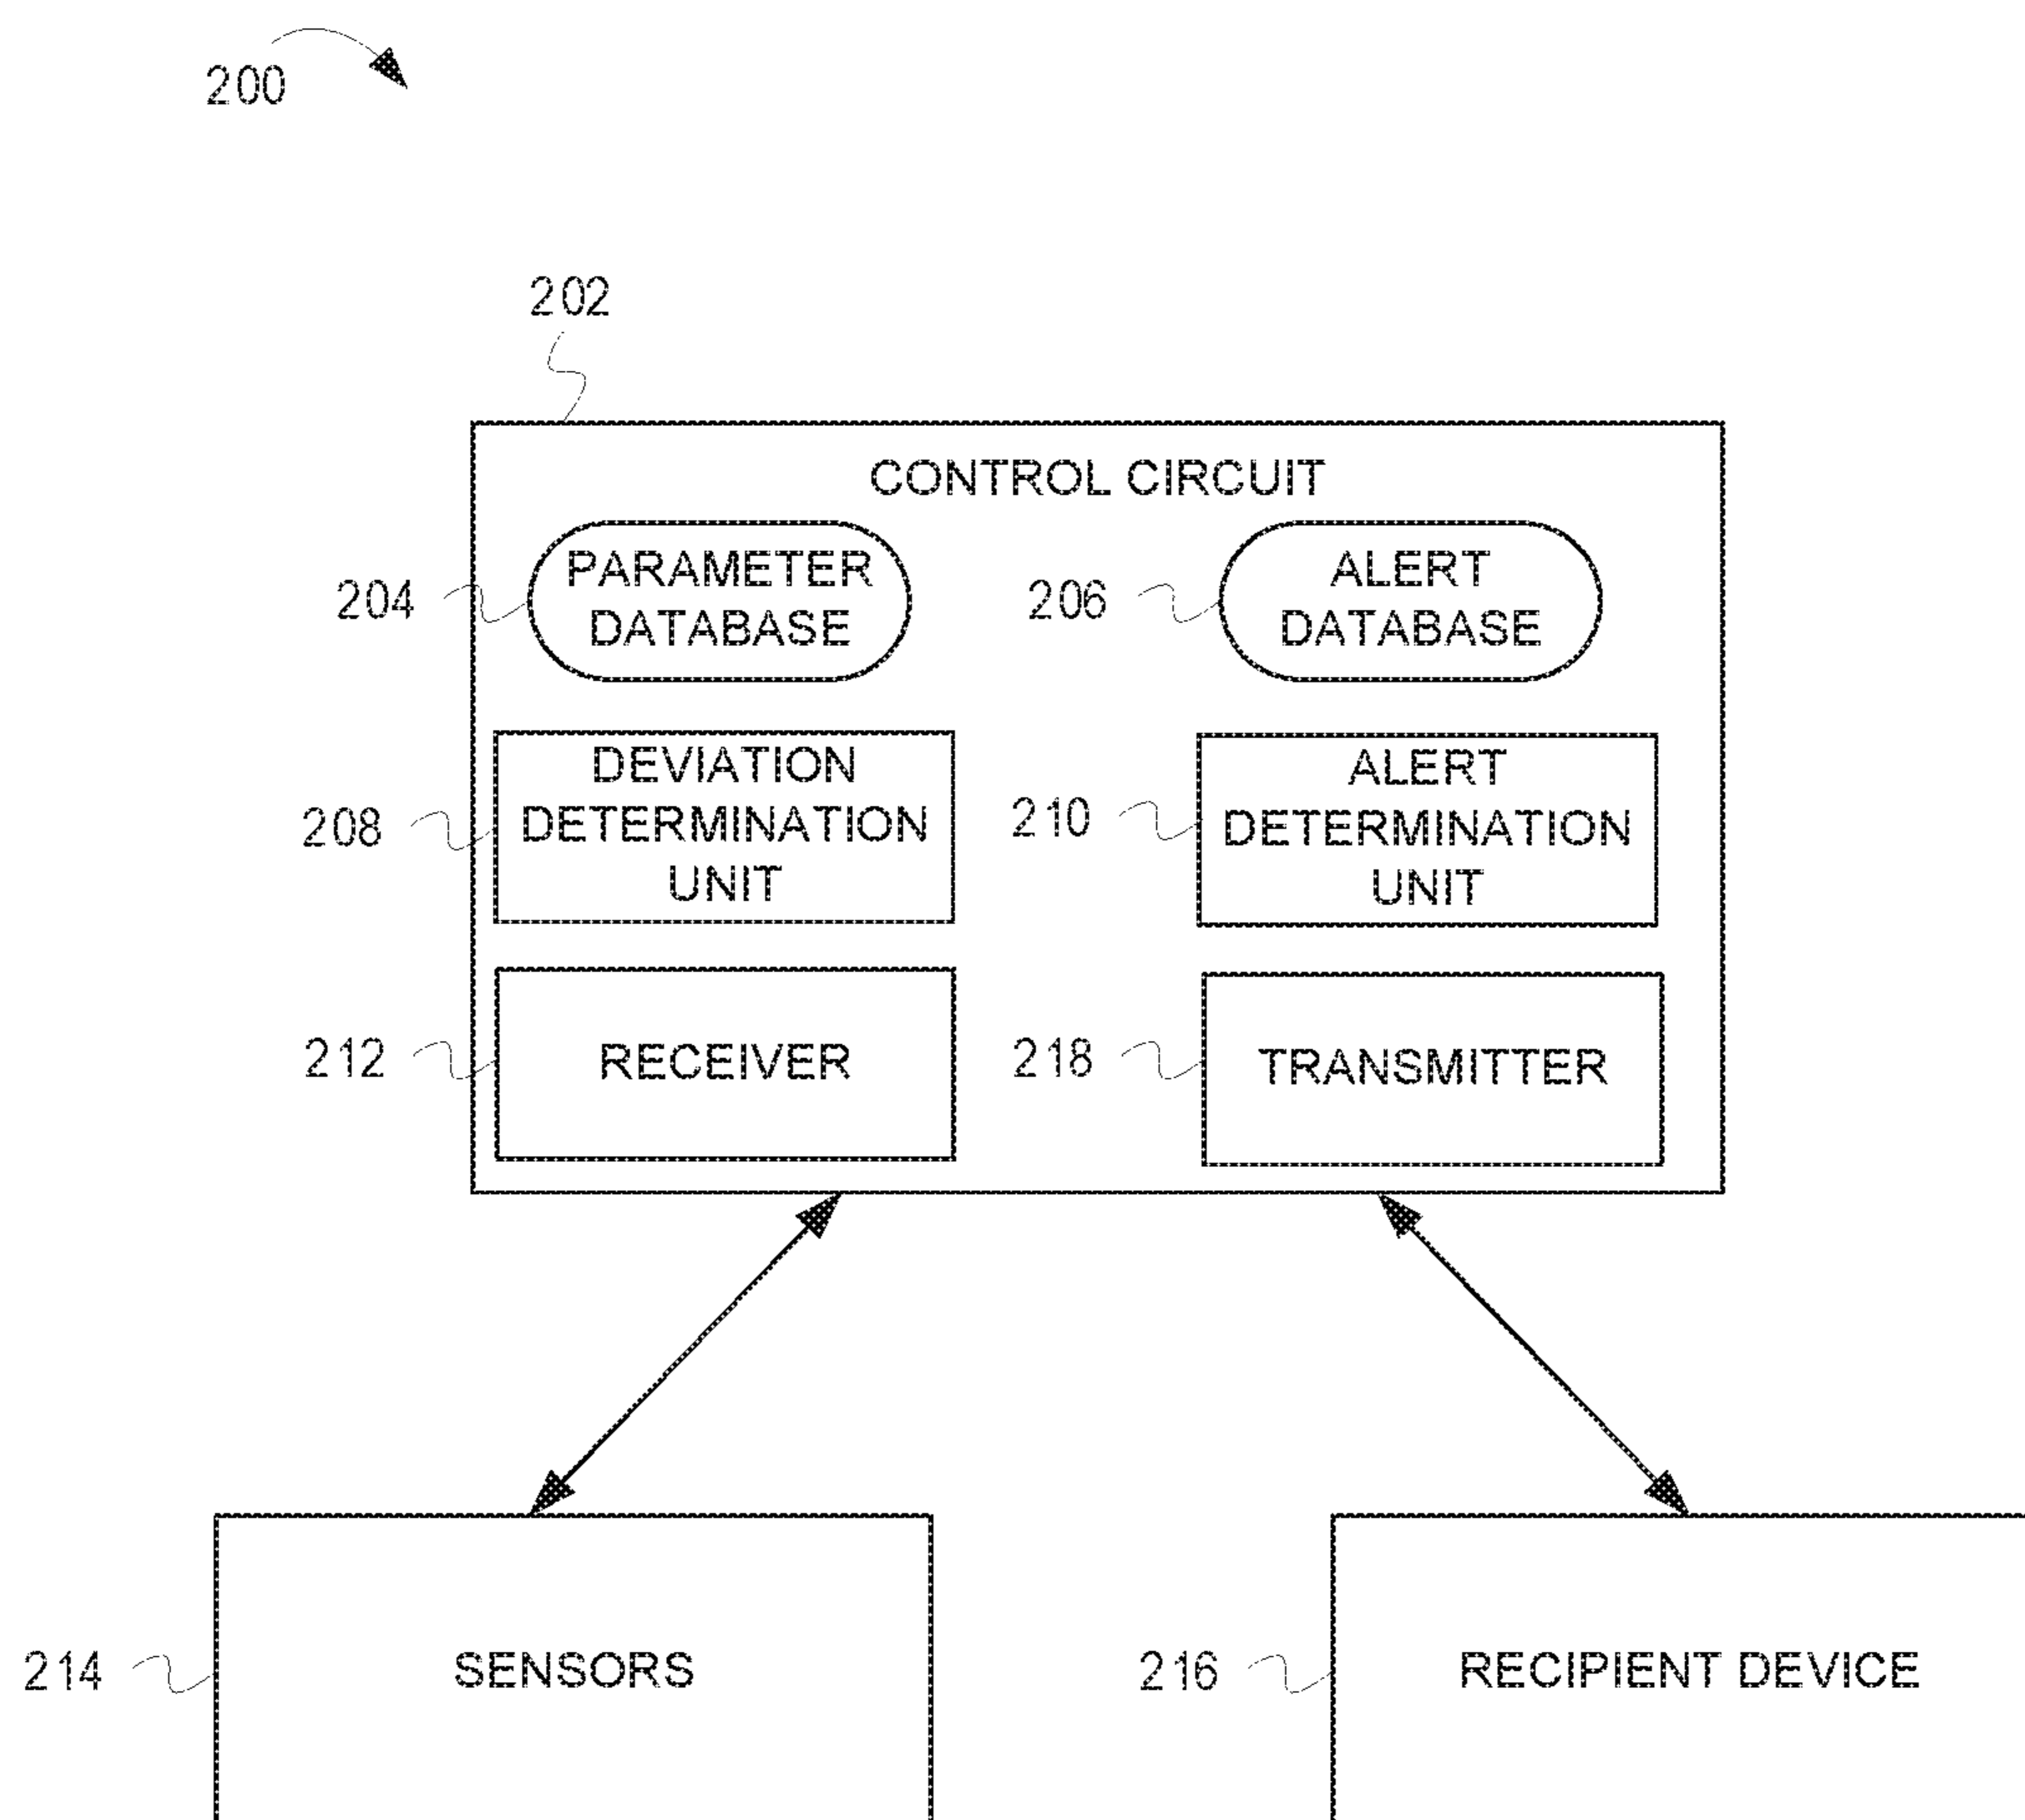 200
202
CONTROL CIRCUIT
204
PARAMETER
DATABASE
206
ALERT
DATABASE
208
DEVIATION
DETERMINATION
UNIT
210
ALERT
DETERMINATION
UNIT
212
RECEIVER
218
TRANSMITTER
214
SENSORS
216
RECIPIENT DEVICE